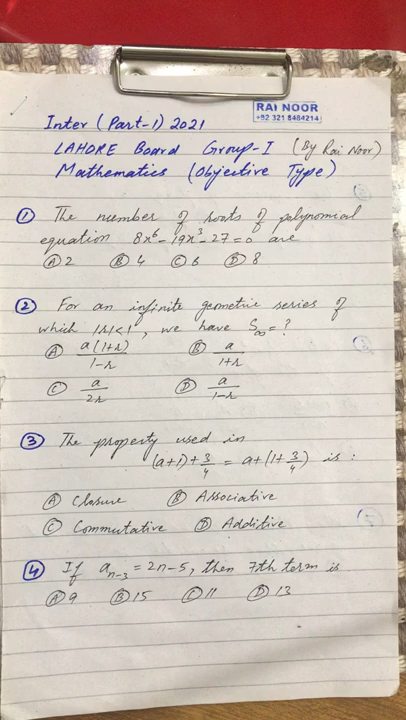 RAI NOOR
+92 321 8484214
Inter (Part-1) 2021
LAHORE Board Group-I (By Rai Noor)
Mathematics (Objective Type)
① The number of roots of polynomial
equation 8x⁶ - 19x³ - 27 = 0 are
Ⓐ 2 Ⓑ 4 Ⓒ 6 Ⓓ 8
② For an infinite geometric series of
which |r| < 1, we have S∞ = ?
Ⓐ a(1+r)/1-r Ⓑ a/1+r
Ⓒ a/2r Ⓓ a/1-r
③ The property used in
(a+1) + 3/4 = a + (1 + 3/4) is :
Ⓐ Closure Ⓑ Associative
Ⓒ Commutative Ⓓ Additive
④ If aₙ₋₃ = 2n - 5, then 7th term is
Ⓐ 9 Ⓑ 15 Ⓒ 11 Ⓓ 13